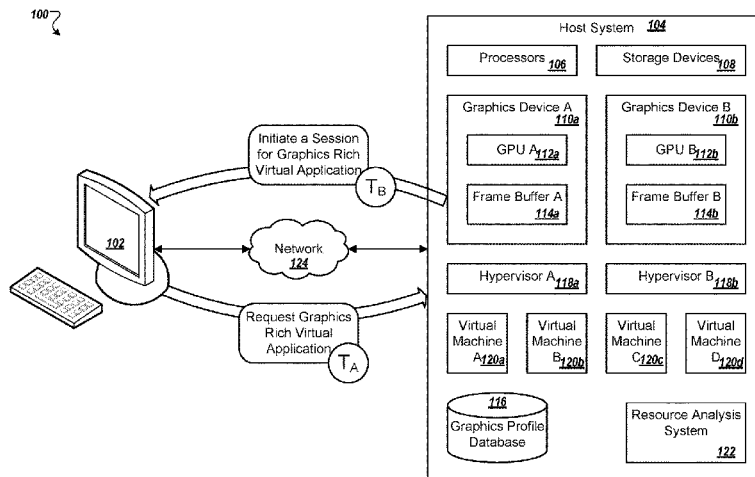 100
Host System 104
Processors
106
Storage Devices
108
Graphics Device A
110a
GPU A
112a
Frame Buffer A
114a
Graphics Device B
110b
GPU B
112b
Frame Buffer B
114b
Initiate a Session
for Graphics Rich
Virtual Application
TB
102
Network
124
Request Graphics
Rich Virtual
Application
TA
Hypervisor A
118a
Hypervisor B
118b
Virtual
Machine
A 120a
Virtual
Machine
B 120b
Virtual
Machine
C 120c
Virtual
Machine
D 120d
116
Graphics Profile
Database
Resource Analysis
System
122